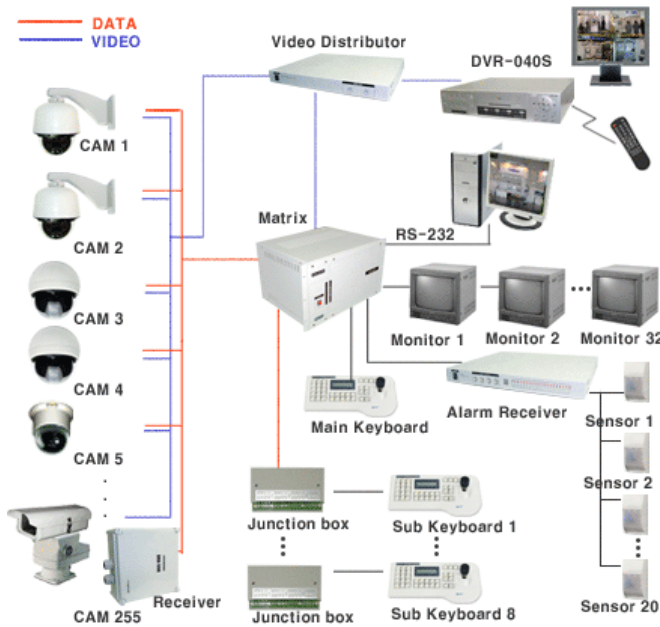 DATA
VIDEO
Video Distributor
DVR-040S
CAM 1
CAM 2
Matrix
RS-232
CAM 3
Monitor 1
Monitor 2
Monitor 32
CAM 4
Main Keyboard
Alarm Receiver
Sensor 1
CAM 5
Sensor 2
Junction box
Sub Keyboard 1
Receiver
CAM 255
Junction box
Sub Keyboard 8
Sensor 20